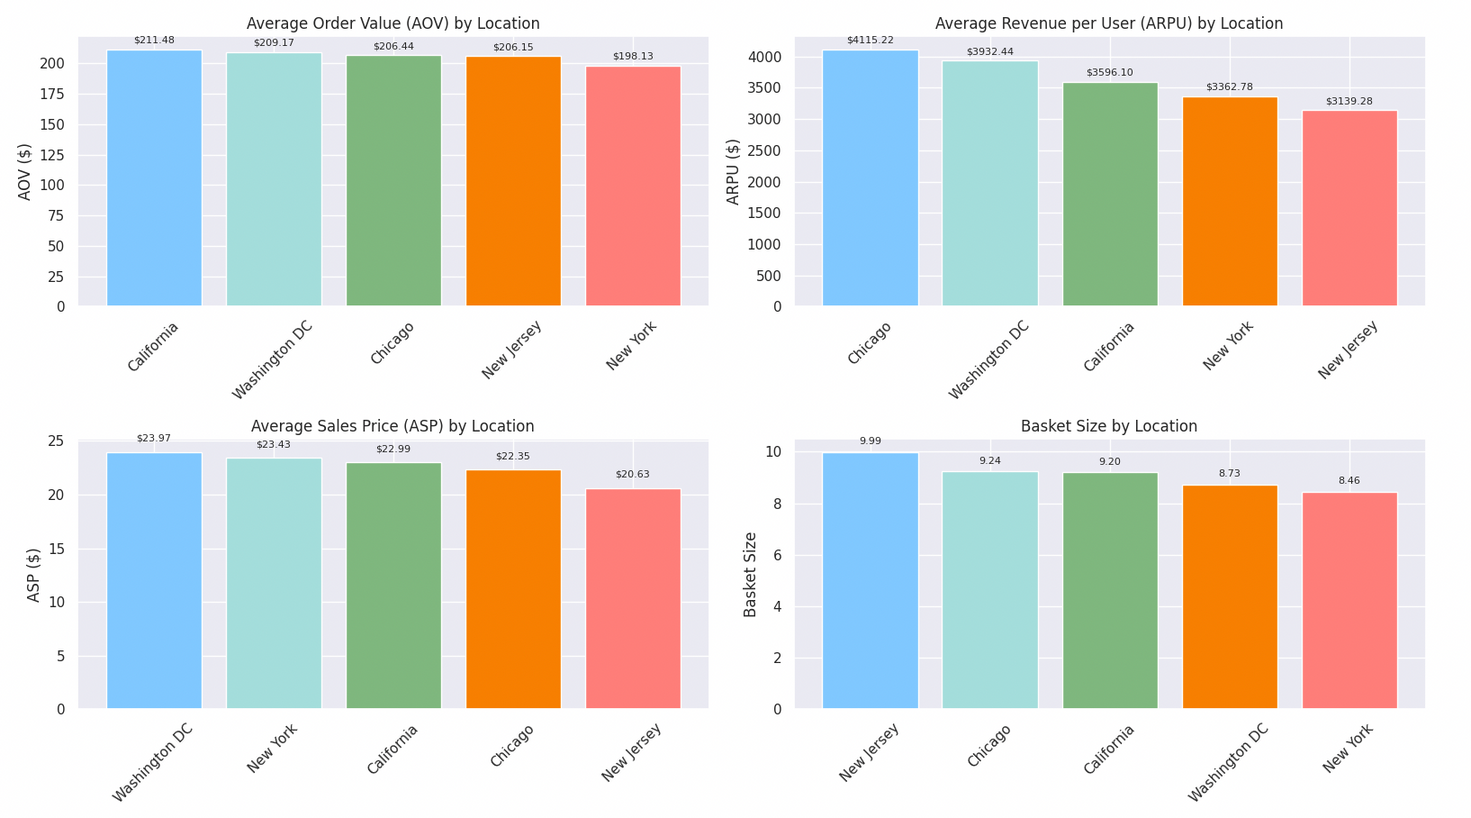 Average Order Value (AOV) by Location
AOV ($)
200
175
150
125
100
75
50
25
0
$211.48
$209.17
$206.44
$206.15
$198.13
California
Washington DC
Chicago
New Jersey
New York
Average Revenue per User (ARPU) by Location
ARPU ($)
4000
3500
3000
2500
2000
1500
1000
500
0
$4115.22
$3932.44
$3596.10
$3362.78
$3139.28
Chicago
Washington DC
California
New York
New Jersey
Average Sales Price (ASP) by Location
ASP ($)
25
20
15
10
5
0
$23.97
$23.43
$22.99
$22.35
$20.63
Washington DC
New York
California
Chicago
New Jersey
Basket Size by Location
Basket Size
10
8
6
4
2
0
9.99
9.24
9.20
8.73
8.46
New Jersey
Chicago
California
Washington DC
New York